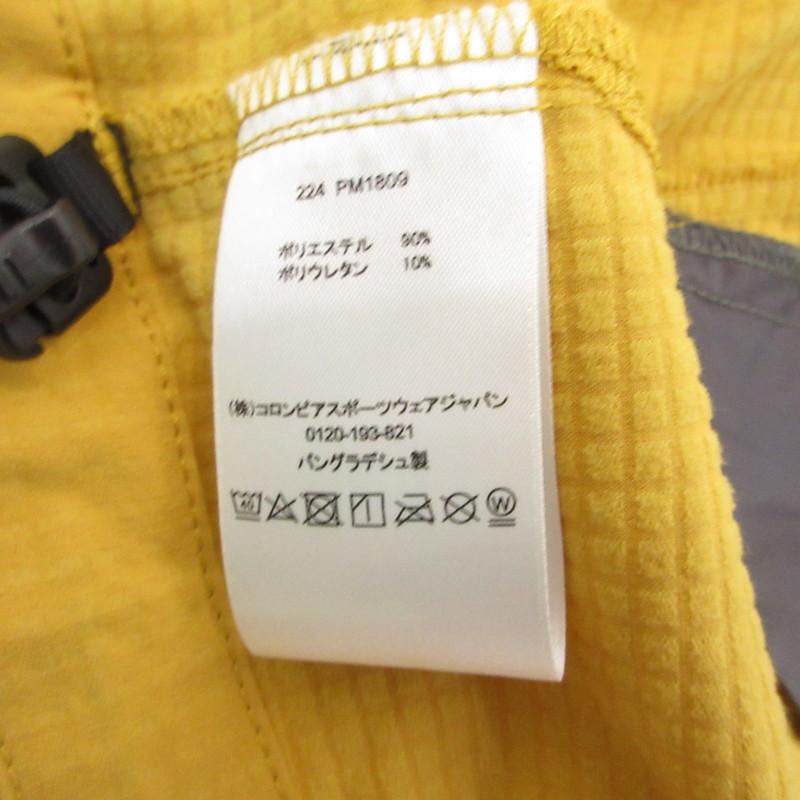 224 PM1809
ポリエステル 90%
ポリウレタン 10%
(株)コロンビアスポーツウェアジャパン
0120-193-821
バングラデシュ製
40 W